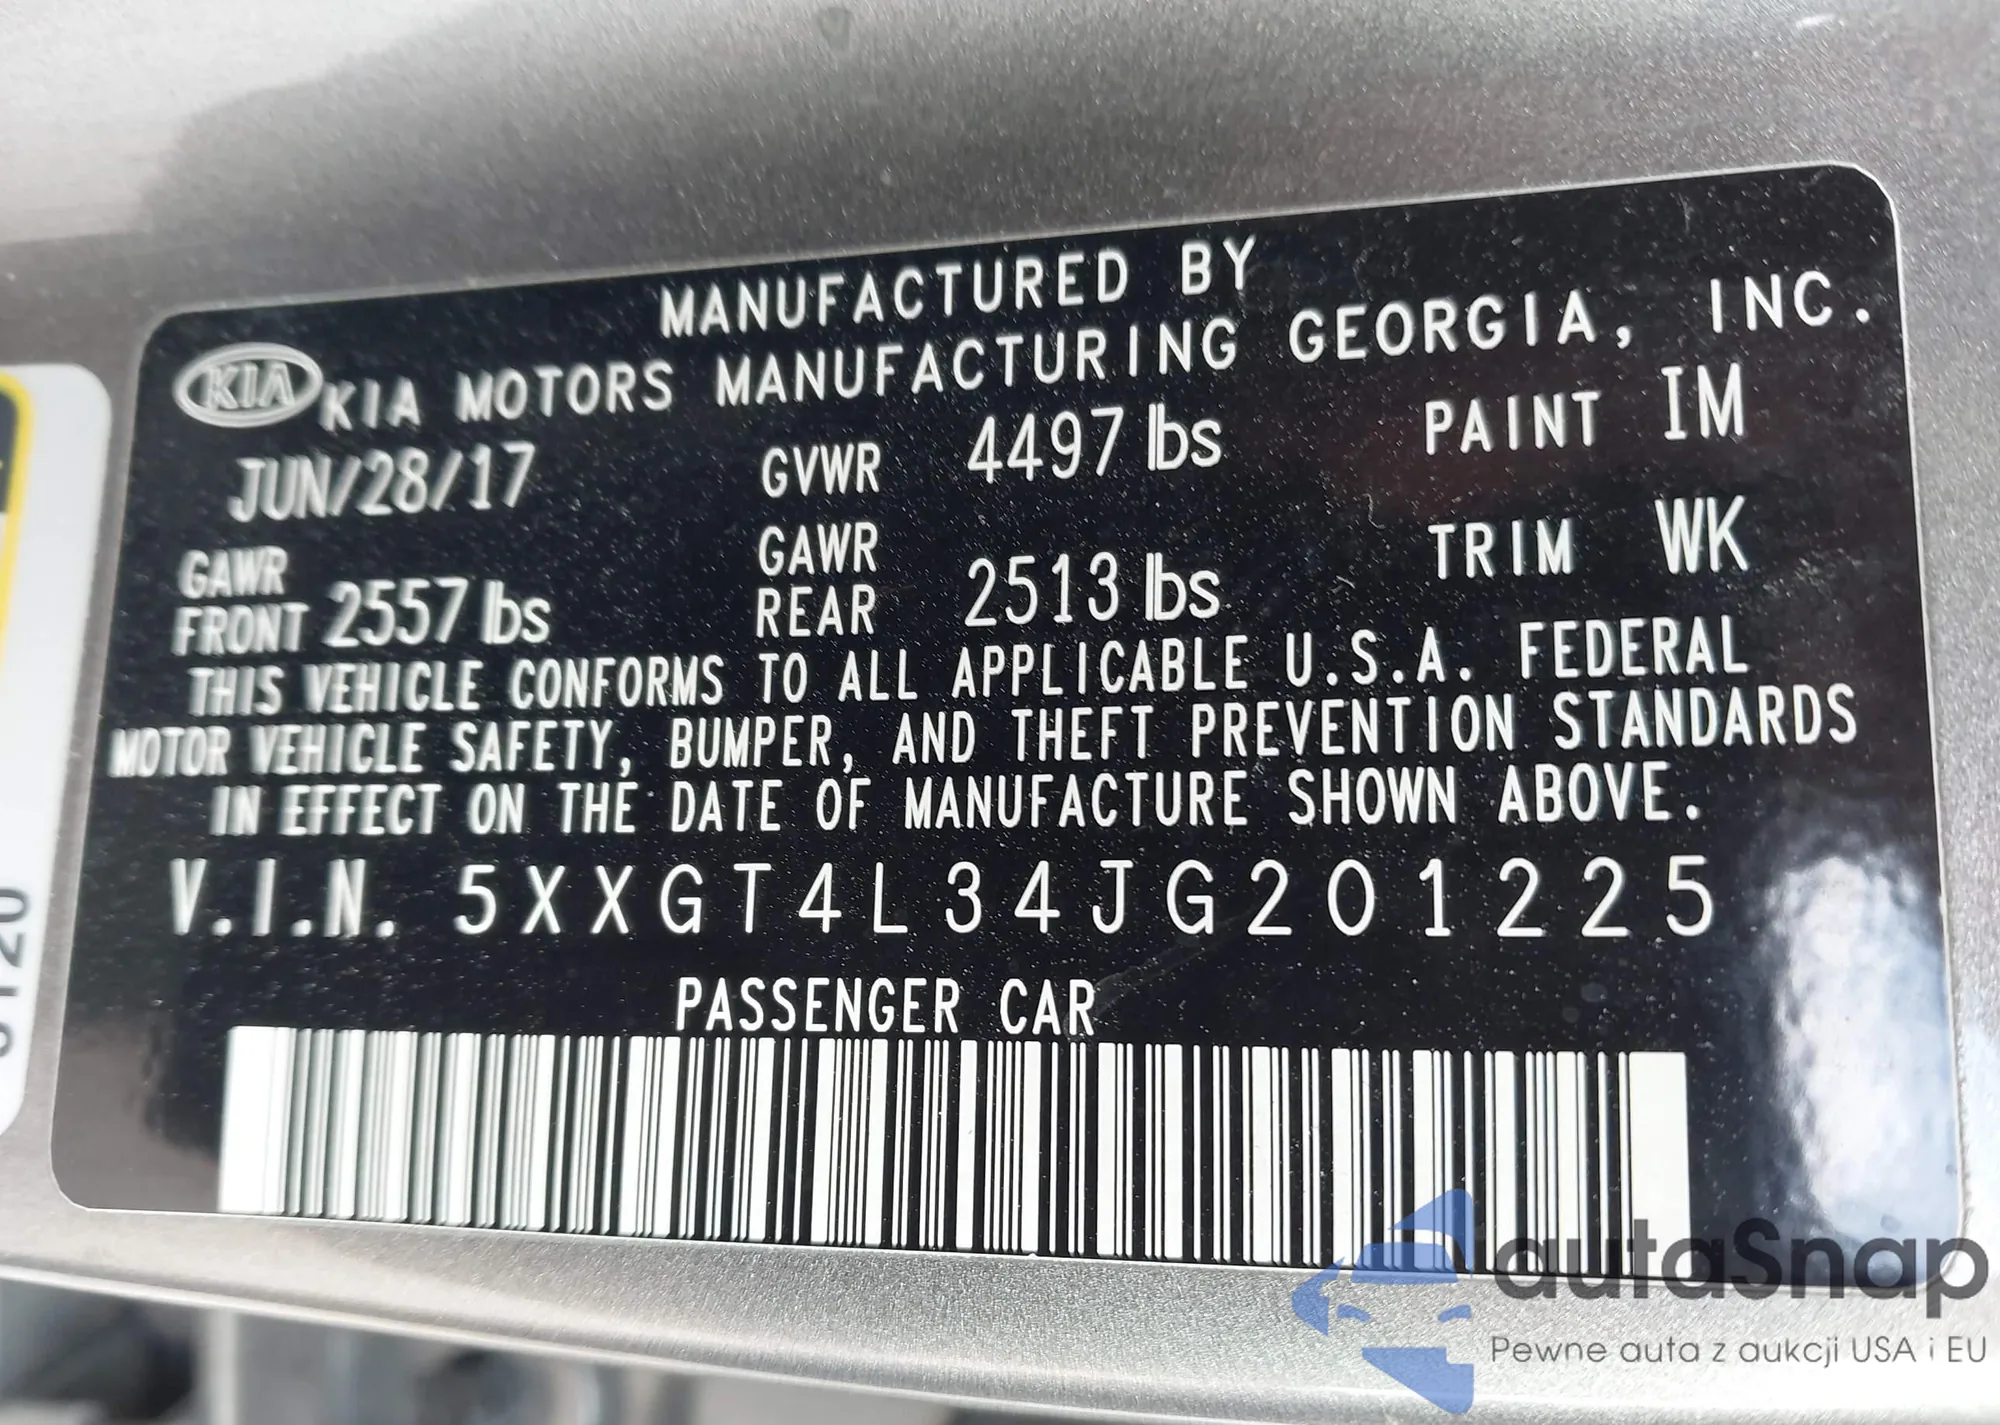 MANUFACTURED BY
KIA KIA MOTORS MANUFACTURING GEORGIA, INC.
JUN/28/17 GVWR 4497 lbs PAINT IM
GAWR FRONT 2557 lbs GAWR REAR 2513 lbs TRIM WK
THIS VEHICLE CONFORMS TO ALL APPLICABLE U.S.A. FEDERAL
MOTOR VEHICLE SAFETY, BUMPER, AND THEFT PREVENTION STANDARDS
IN EFFECT ON THE DATE OF MANUFACTURE SHOWN ABOVE.
V.I.N. 5XXGT4L34JG201225
PASSENGER CAR
autaSnap
Pewne auta z aukcji USA i EU